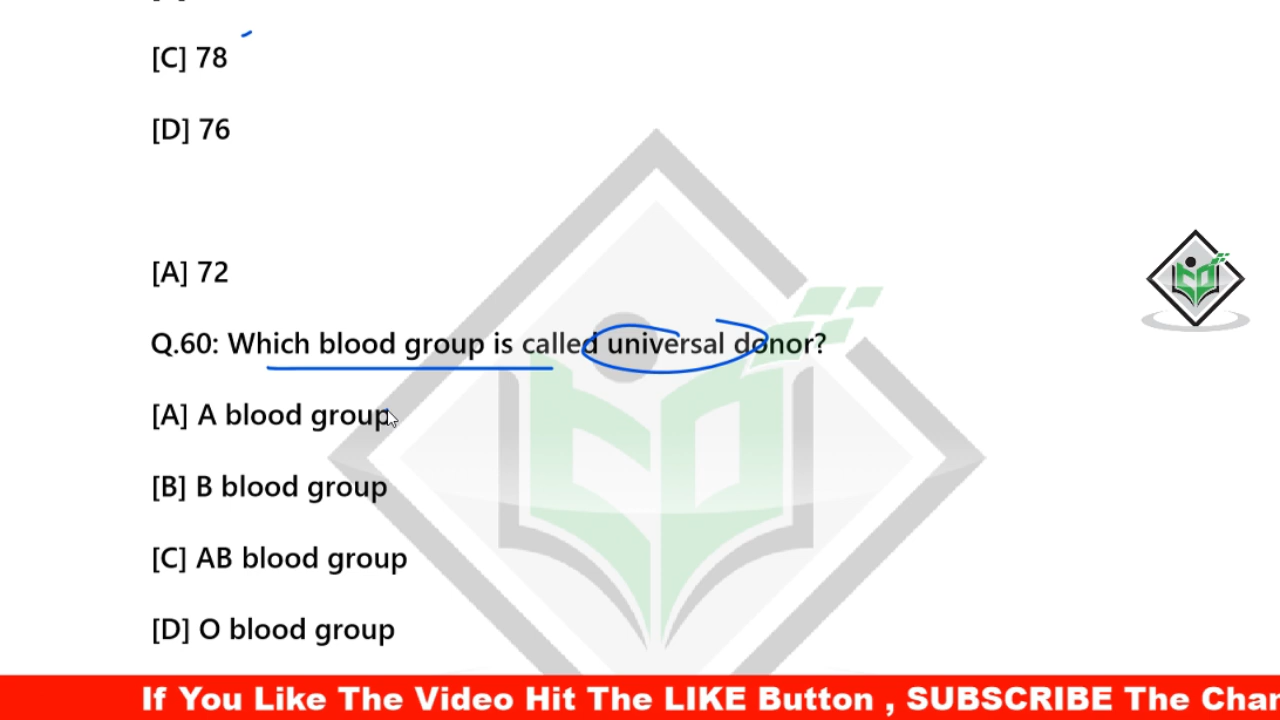 [C] 78
[D] 76
[A] 72
Q.60: Which blood group is called universal donor?
[A] A blood group
[B] B blood group
[C] AB blood group
[D] O blood group
If You Like The Video Hit The LIKE Button , SUBSCRIBE The Chan